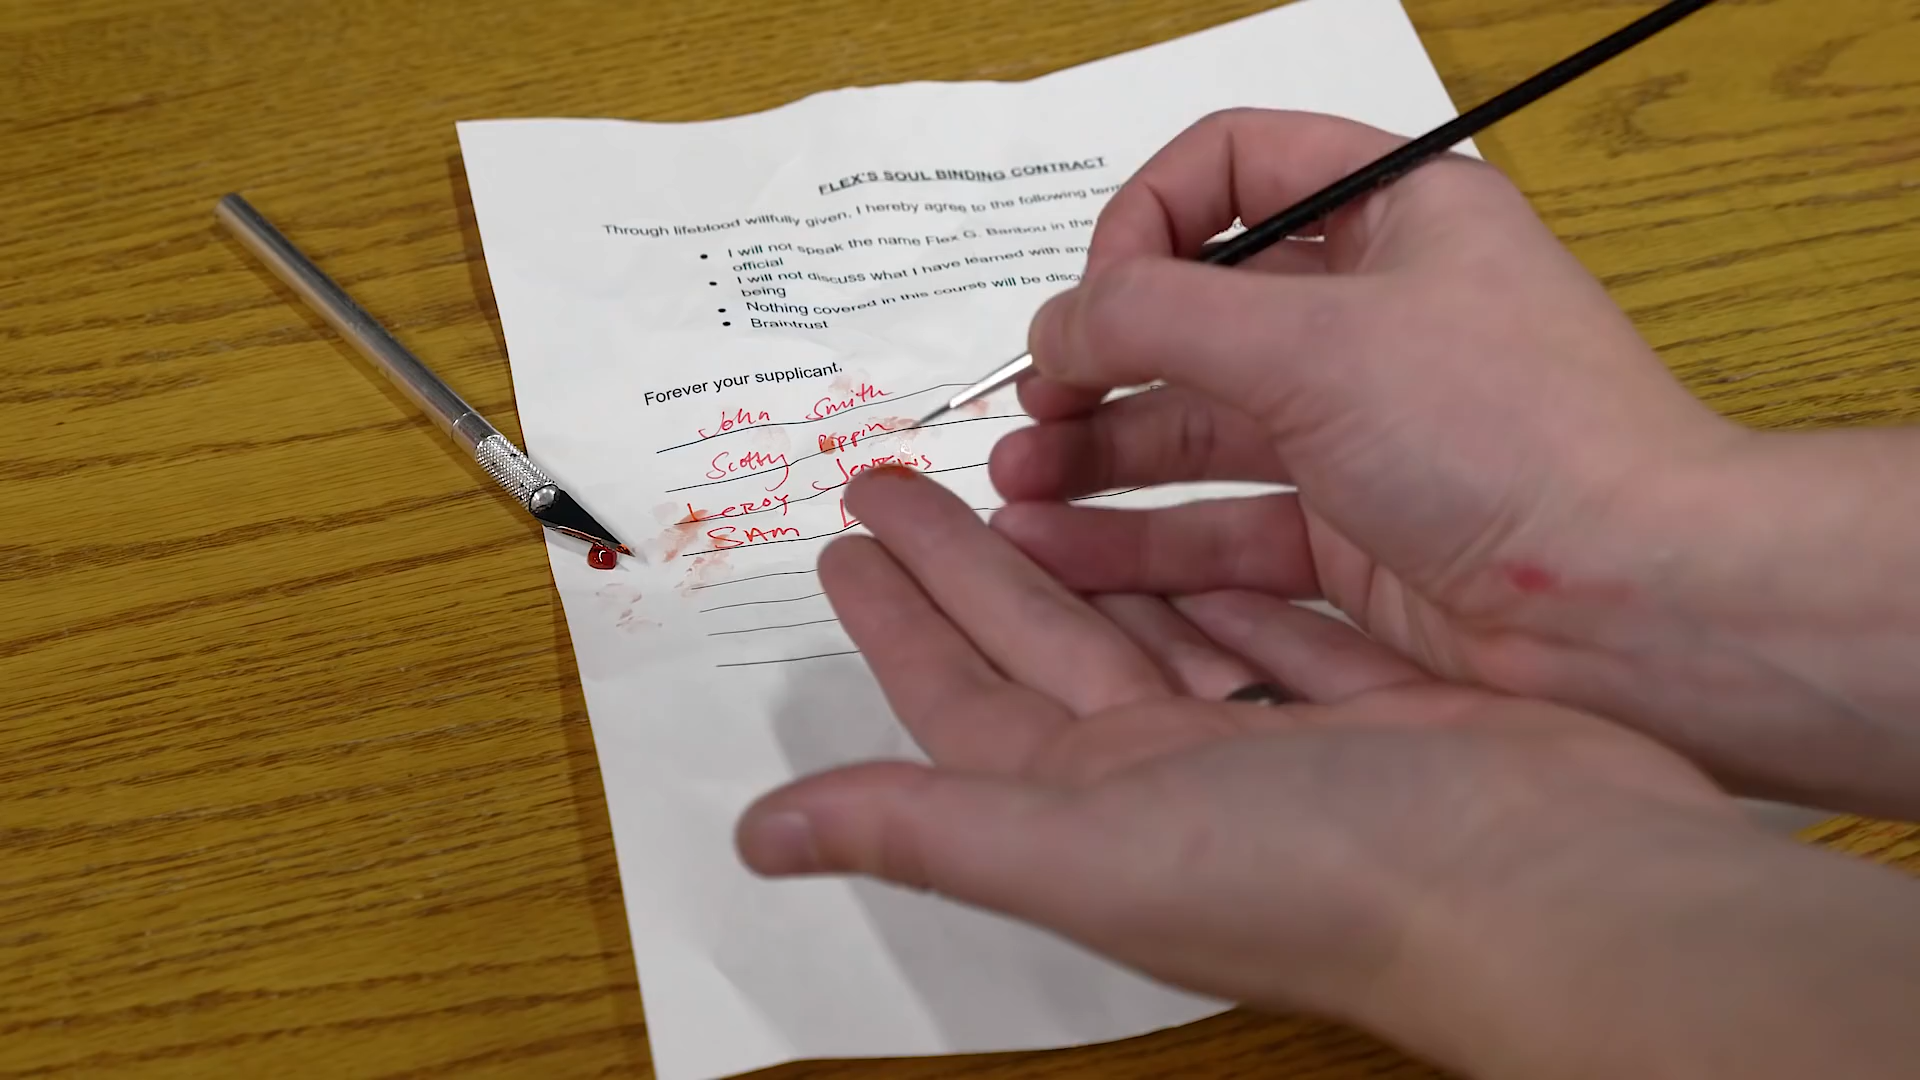 FLEX'S SOUL BINDING CONTRACT
Through lifeblood willfully given, I hereby agree to the following
I will not speak the name Flex G. Baribou in the
official
I will not discuss what I have learned with
being
Nothing covered in this course will be
Braintrust
Forever your supplicant,
John Smith
Scotty Pippin
LEROY JENKINS
SAM